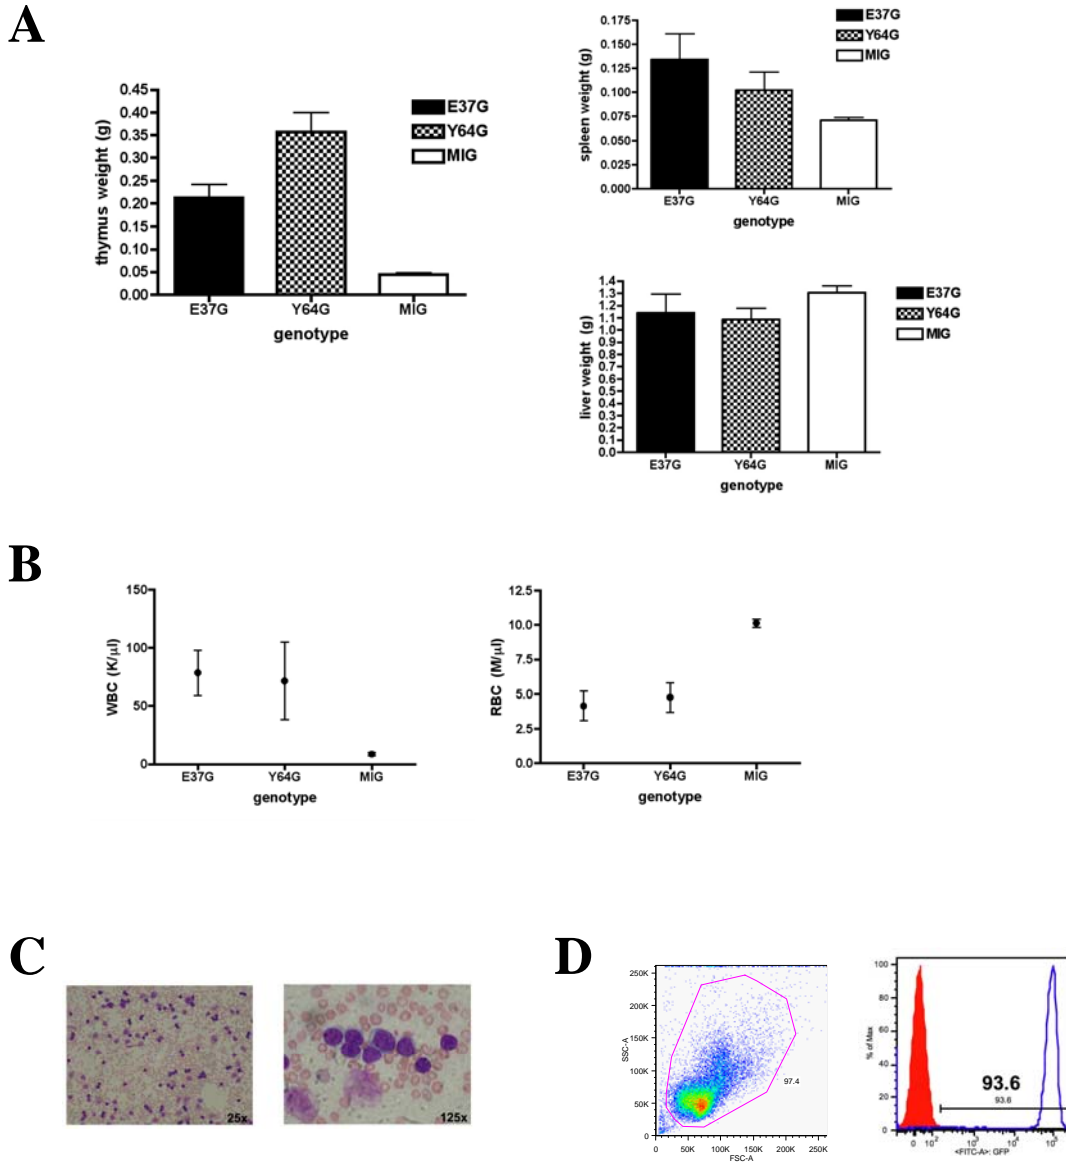 A
0.45
0.40
0.35
0.30
0.25
0.20
0.15
0.10
0.05
0.00
thymus weight (g)
E37G
Y64G
MIG
genotype
E37G
Y64G
MIG
0.175
0.150
0.125
0.100
0.075
0.050
0.025
0.000
spleen weight (g)
E37G
Y64G
MIG
genotype
E37G
Y64G
MIG
1.4
1.3
1.2
1.1
1.0
0.9
0.8
0.7
0.6
0.5
0.4
0.3
0.2
0.1
0.0
liver weight (g)
E37G
Y64G
MIG
genotype
E37G
Y64G
MIG
B
150
100
50
0
WBC (K/μl)
E37G
Y64G
MIG
genotype
12.5
10.0
7.5
5.0
2.5
0.0
RBC (M/μl)
E37G
Y64G
MIG
genotype
C
25x
125x
D
250K
200K
150K
100K
50K
0
SSC-A
97.4
0 50K 100K 150K 200K 250K
FSC-A
100
80
60
40
20
0
% of Max
93.6
93.6
0 10² 10³ 10⁴ 10⁵
<FITC-A>: GFP